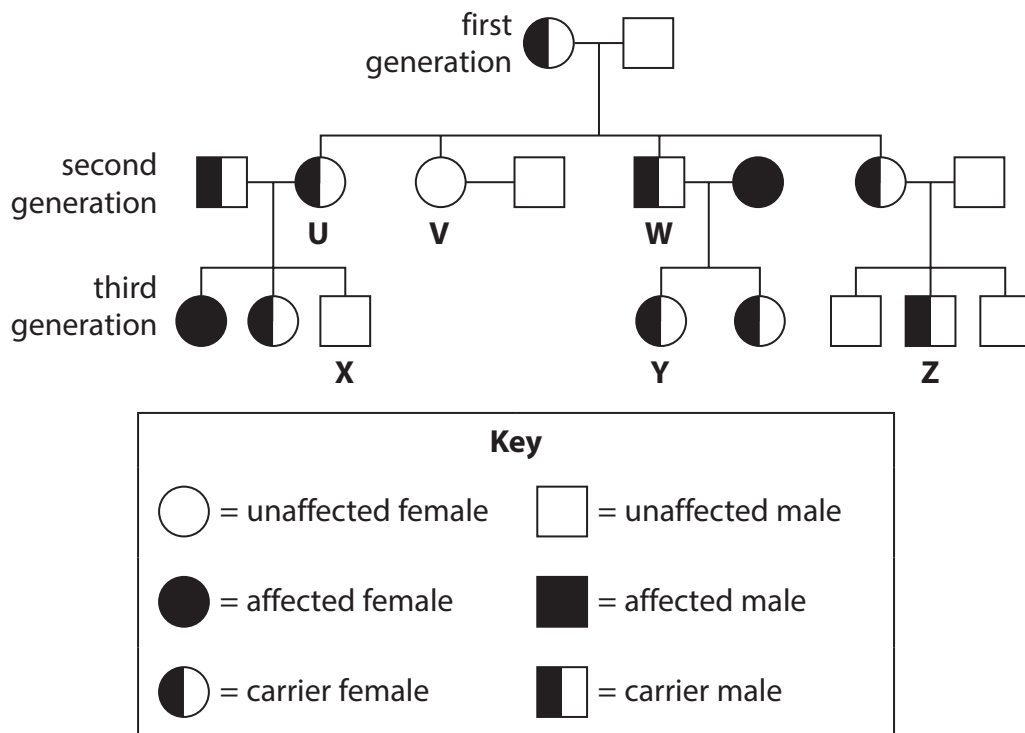 first
generation
second
generation
U
V
W
third
generation
X
Y
Z
Key
= unaffected female
= unaffected male
= affected female
= affected male
= carrier female
= carrier male